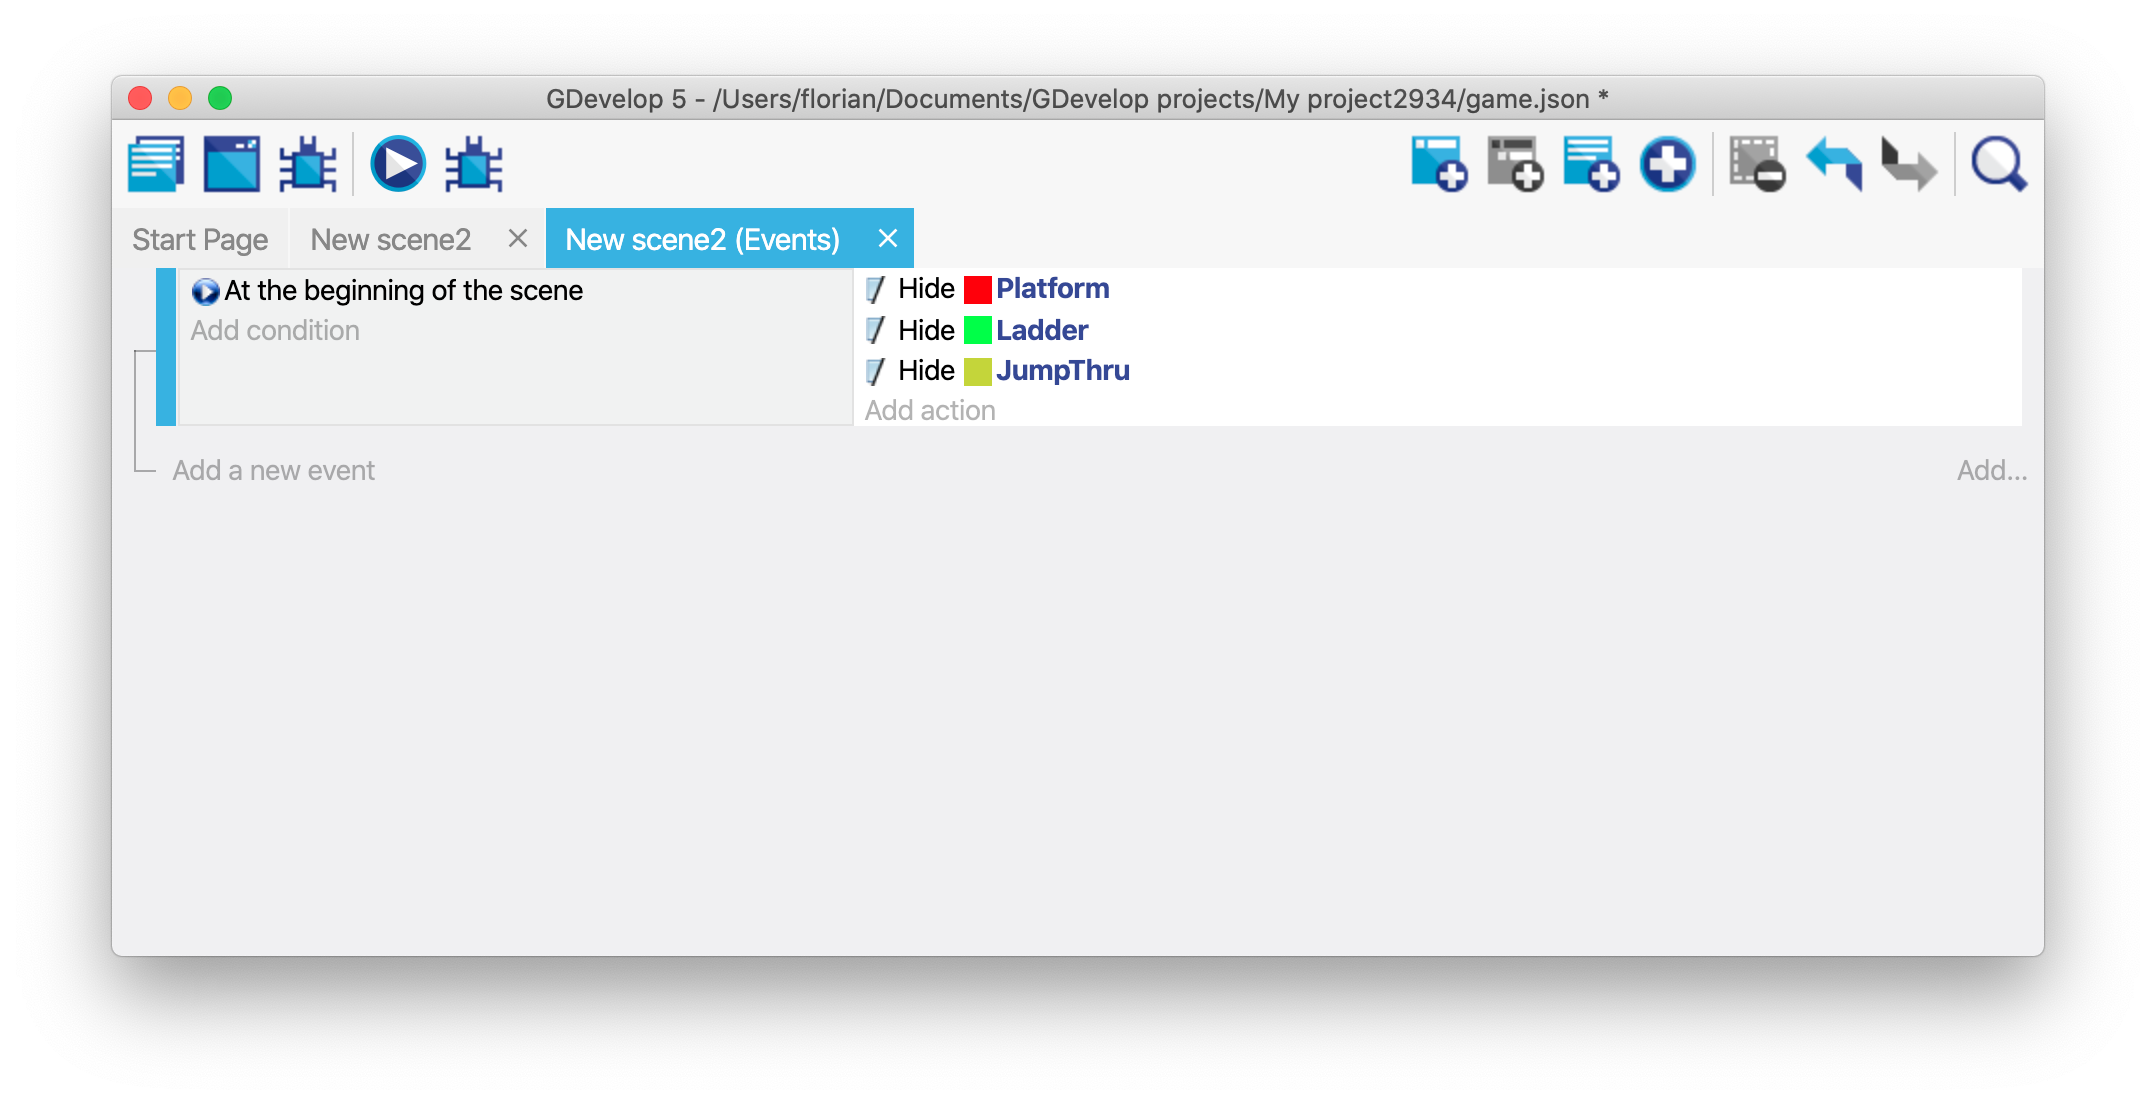 GDevelop 5 - /Users/florian/Documents/GDevelop projects/My project2934/game.json *
Start Page New scene2 New scene2 (Events)
At the beginning of the scene
Add condition
Hide Platform
Hide Ladder
Hide JumpThru
Add action
Add a new event Add...